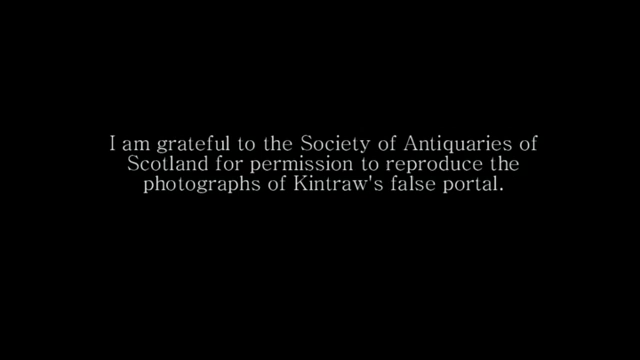 I am grateful to the Society of Antiquaries of
Scotland for permission to reproduce the
photographs of Kintraw's false portal.